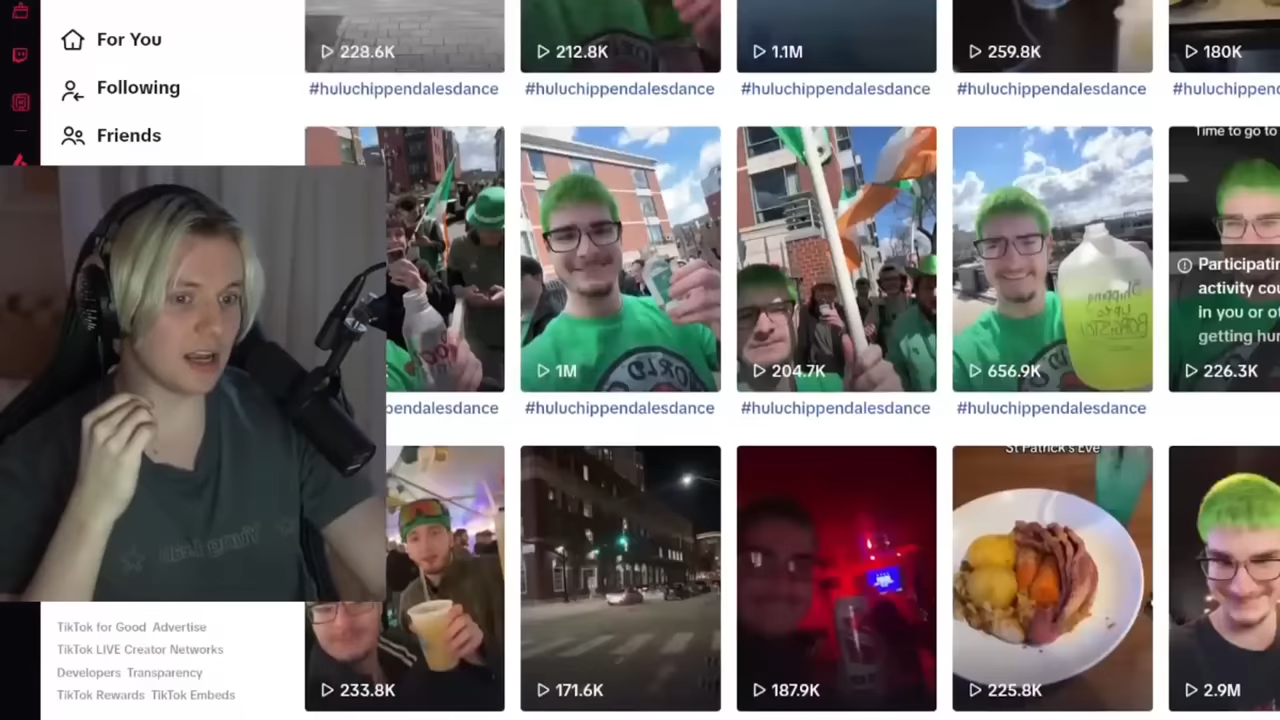 For You
Following
Friends
228.6K
212.8K
1.1M
259.8K
180K
#huluchippendalesdance
#huluchippendalesdance
#huluchippendalesdance
#huluchippendalesdance
#huluchippen
Time to go to
Participatin
activity cou
in you or ot
getting hur
1M
204.7K
656.9K
226.3K
pendalesdance
#huluchippendalesdance
#huluchippendalesdance
#huluchippendalesdance
St Patrick's Eve
233.8K
171.6K
187.9K
225.8K
2.9M
TikTok for Good Advertise
TikTok LIVE Creator Networks
Developers Transparency
TikTok Rewards TikTok Embeds